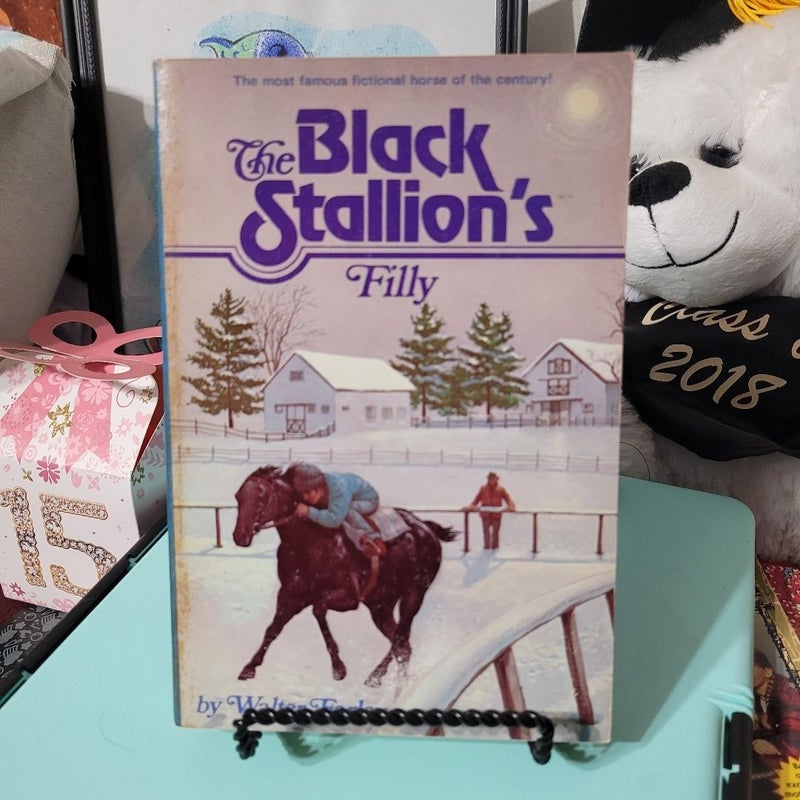 The most famous fictional horse of the century!
The Black
Stallion's
Filly
by Walter
Class
2018
15